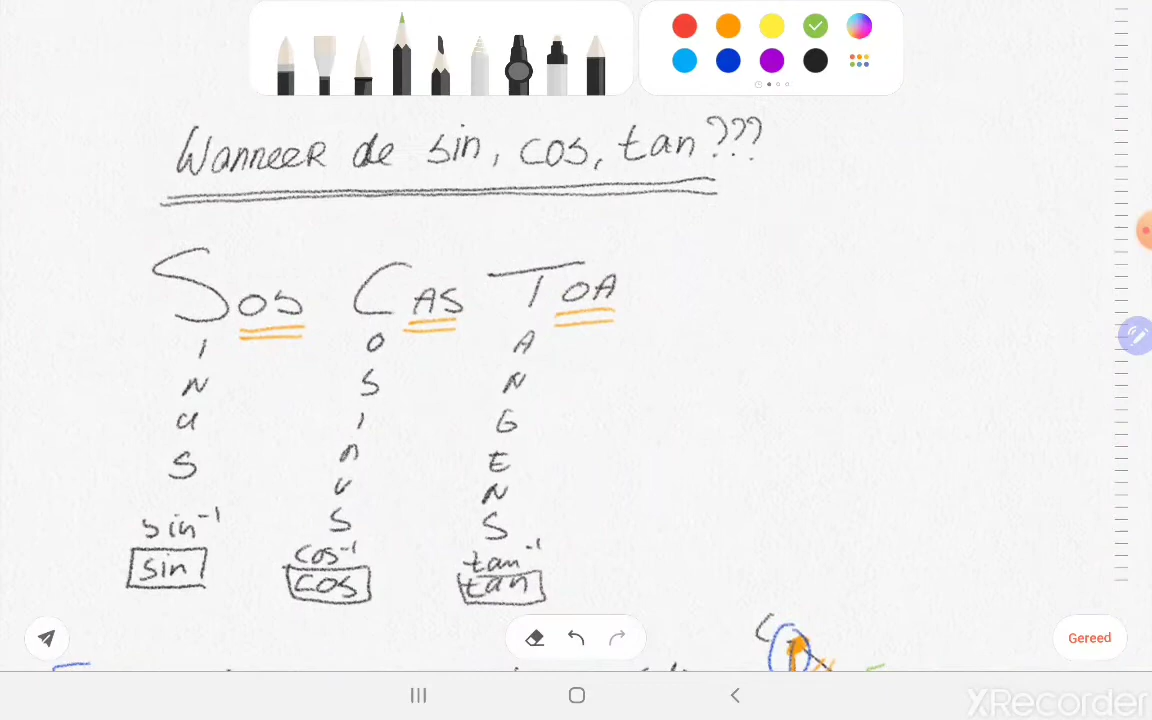 Wanneer de sin, cos, tan???
SOS CAS TOA
I O A
N S N
U I G
S N E
U N
S S
sin⁻¹ cos⁻¹ tan⁻¹
sin cos tan
Gereed
XRecorder